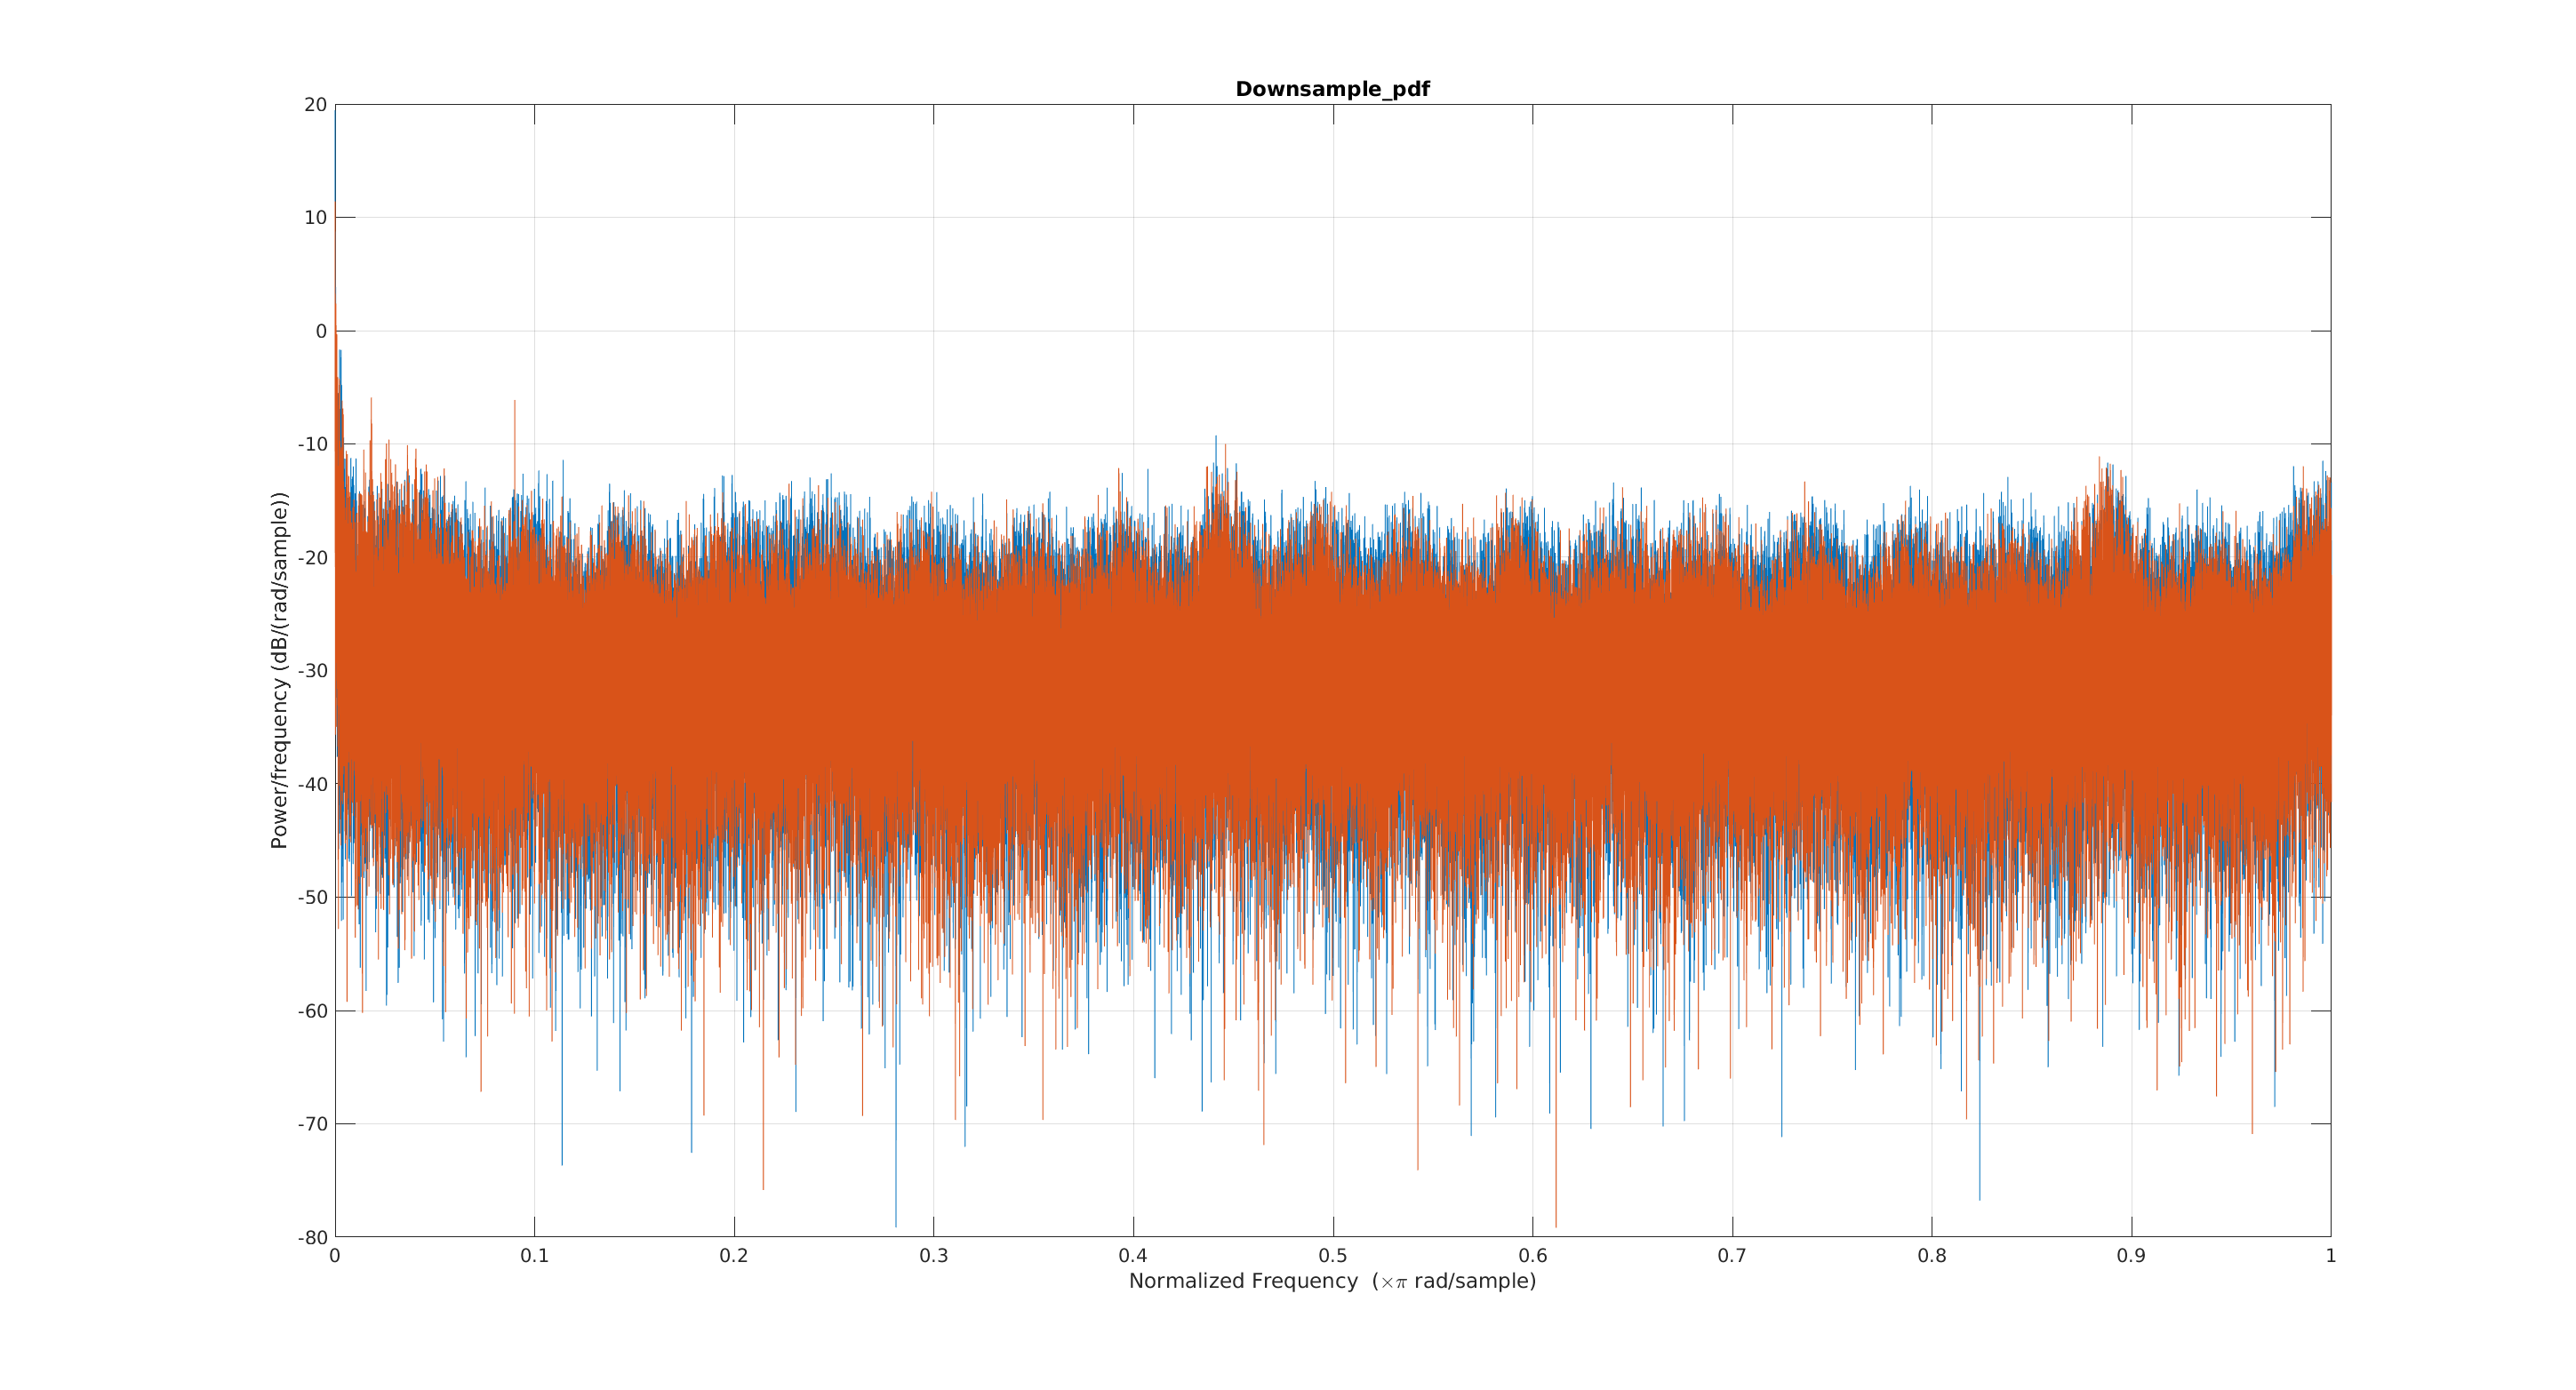 Downsample_pdf
20
10
0
-10
-20
-30
-40
-50
-60
-70
-80
Power/frequency (dB/(rad/sample))
0 0.1 0.2 0.3 0.4 0.5 0.6 0.7 0.8 0.9 1
Normalized Frequency (×π rad/sample)